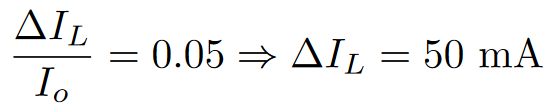 ΔI_L / I_o = 0.05 ⇒ ΔI_L = 50 mA